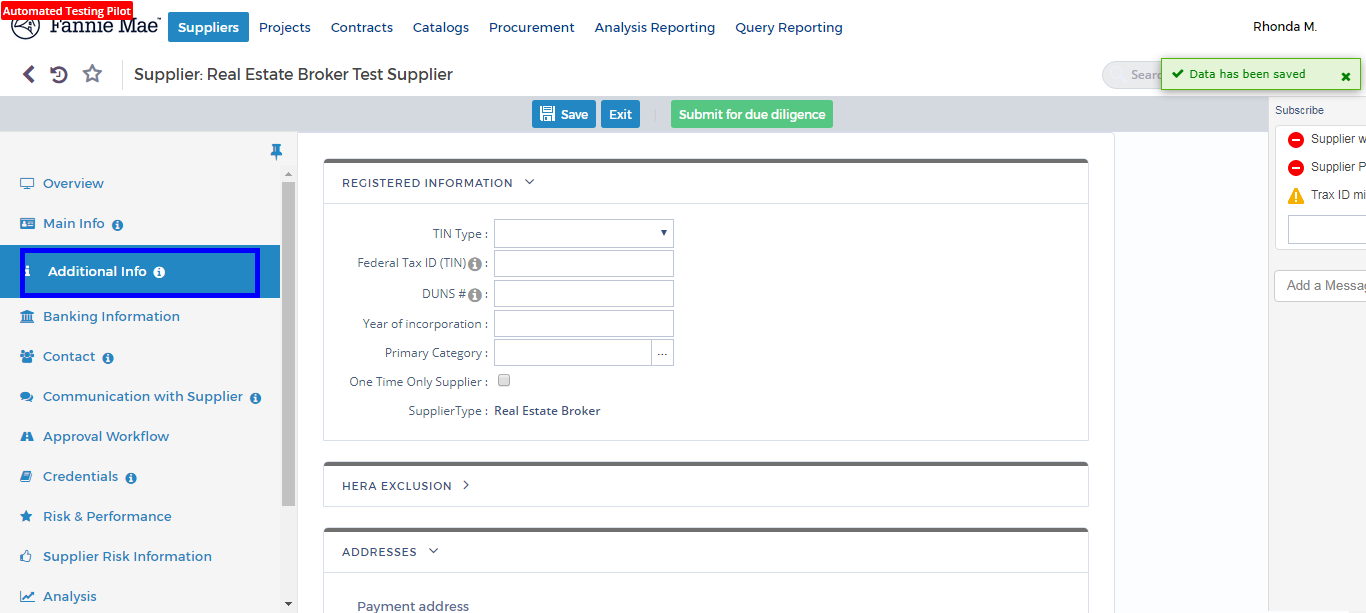 Automated Testing Pilot
Fannie Mae
Suppliers Projects Contracts Catalogs Procurement Analysis Reporting Query Reporting
Rhonda M.
Supplier: Real Estate Broker Test Supplier
Data has been saved
Save Exit Submit for due diligence
Subscribe
Supplier
Supplier P
Trax ID
Add a
Overview
Main Info
Additional Info
Banking Information
Contact
Communication with Supplier
Approval Workflow
Credentials
Risk & Performance
Supplier Risk Information
Analysis
REGISTERED INFORMATION
TIN Type :
Federal Tax ID (TIN) :
DUNS # :
Year of incorporation :
Primary Category : ...
One Time Only Supplier :
SupplierType : Real Estate Broker
HERA EXCLUSION
ADDRESSES
Payment address